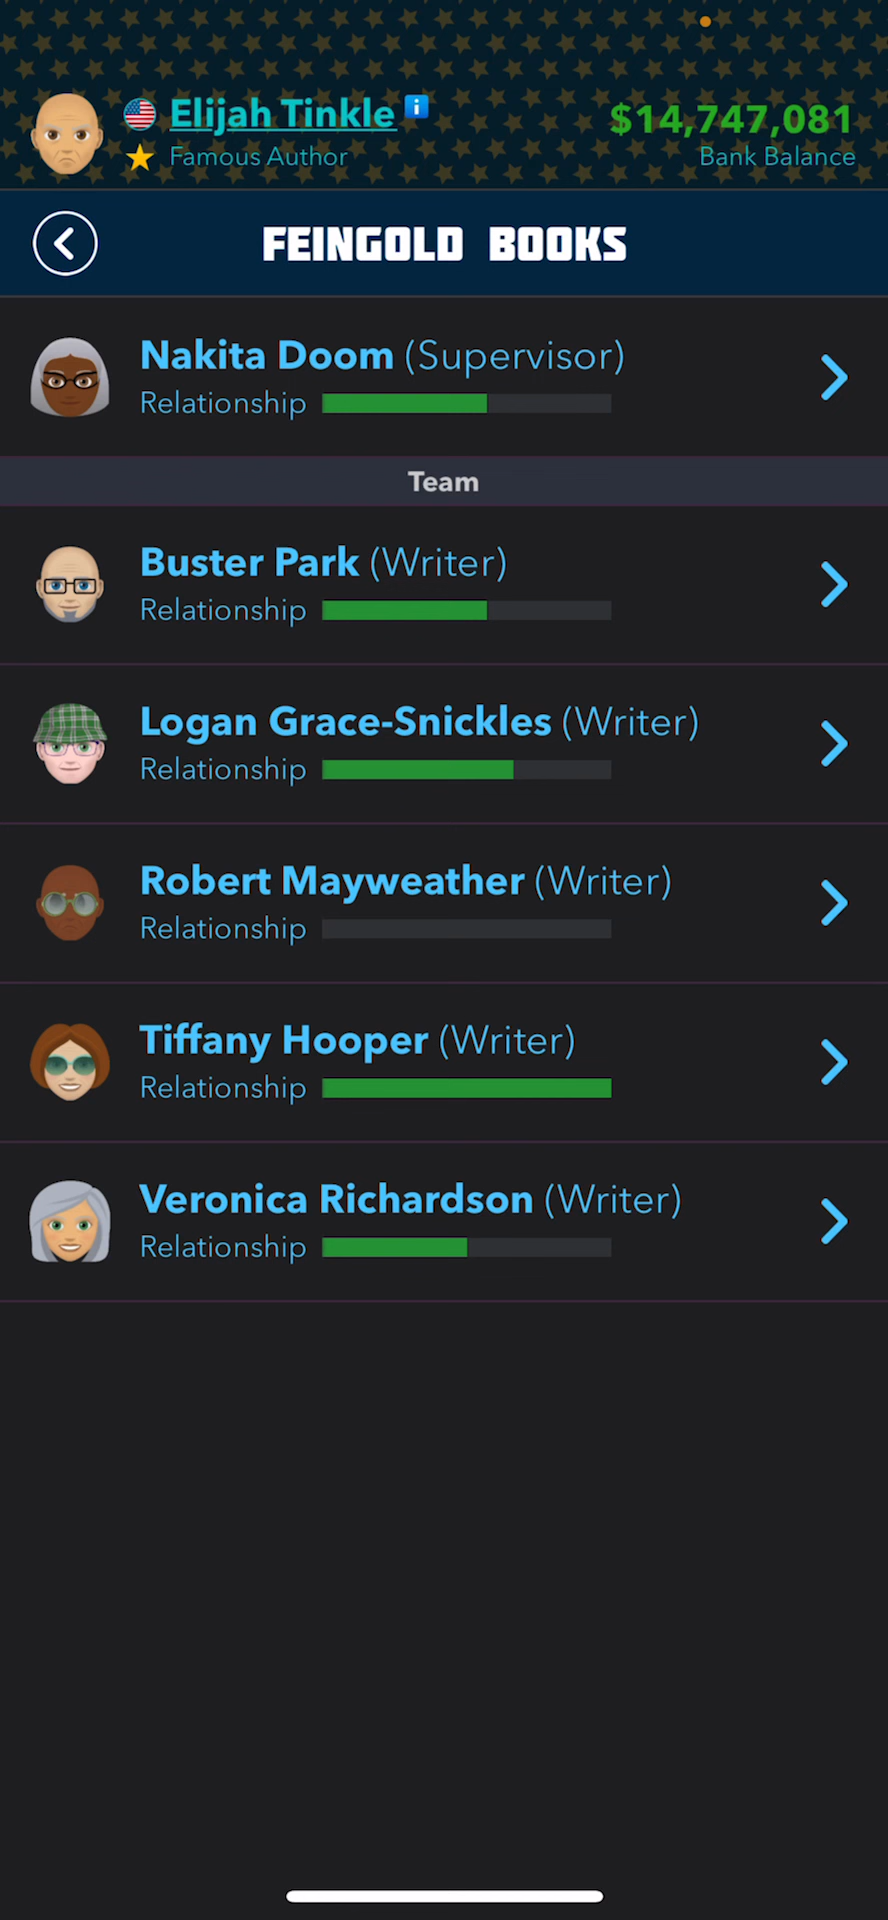 Elijah Tinkle i
$14,747,081
Famous Author
Bank Balance
FEINGOLD BOOKS
Nakita Doom (Supervisor)
Relationship
Team
Buster Park (Writer)
Relationship
Logan Grace-Snickles (Writer)
Relationship
Robert Mayweather (Writer)
Relationship
Tiffany Hooper (Writer)
Relationship
Veronica Richardson (Writer)
Relationship